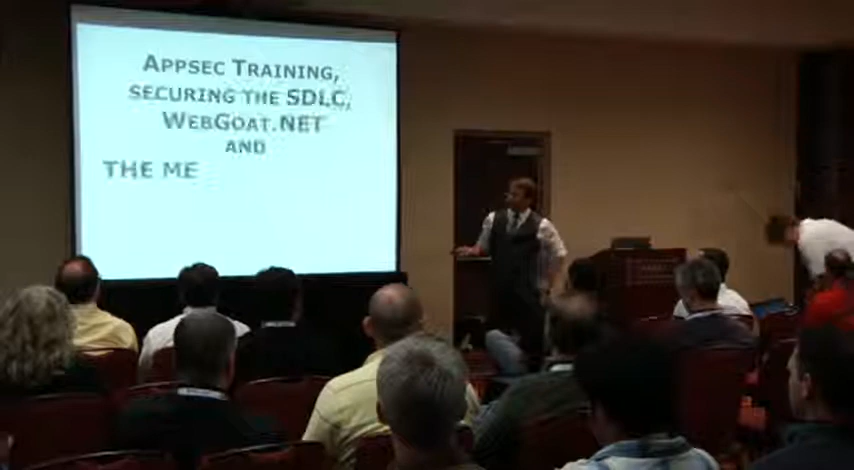 Appsec Training,
securing the SDLC,
WebGoat.NET
and
the Me